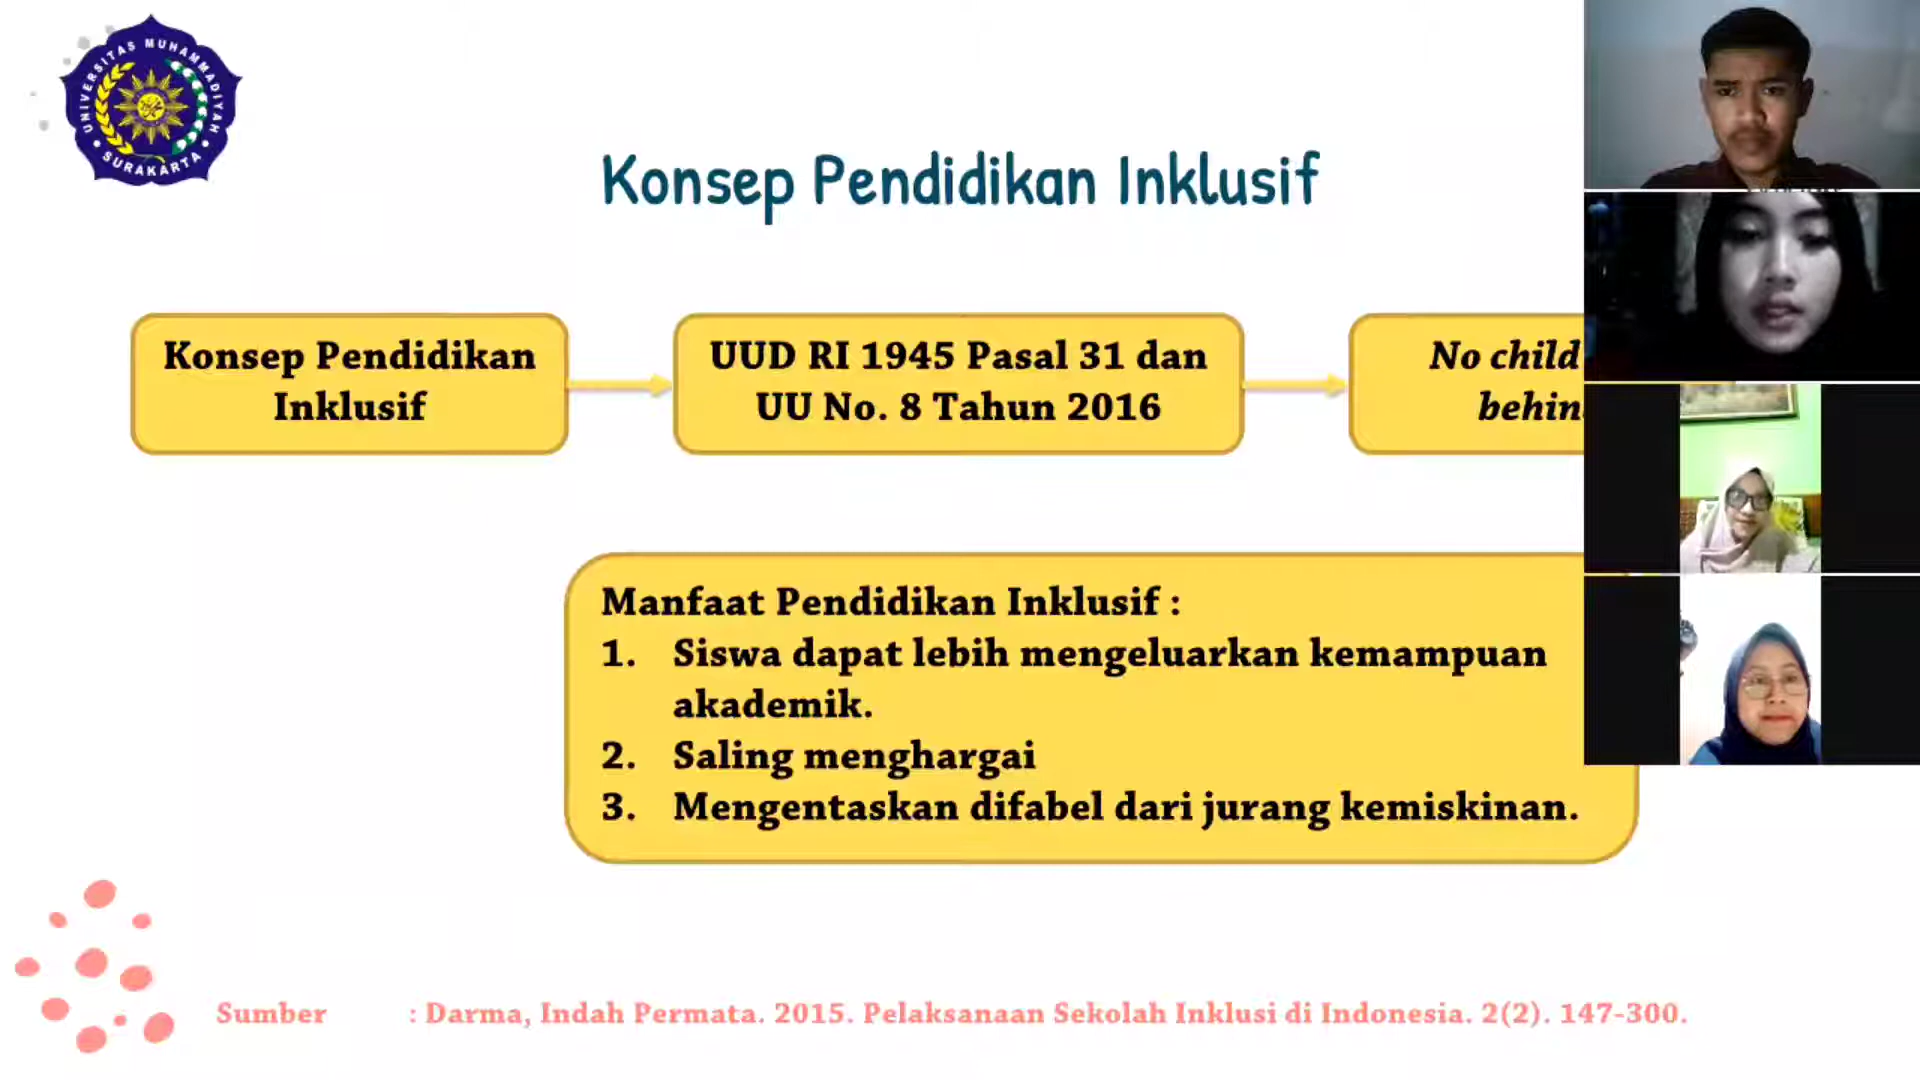 UNIVERSITAS MUHAMMADIYAH
SURAKARTA
Konsep Pendidikan Inklusif
Konsep Pendidikan
Inklusif
UUD RI 1945 Pasal 31 dan
UU No. 8 Tahun 2016
No child
behin
Manfaat Pendidikan Inklusif :
1. Siswa dapat lebih mengeluarkan kemampuan
akademik.
2. Saling menghargai
3. Mengentaskan difabel dari jurang kemiskinan.
Sumber : Darma, Indah Permata. 2015. Pelaksanaan Sekolah Inklusi di Indonesia. 2(2). 147-300.